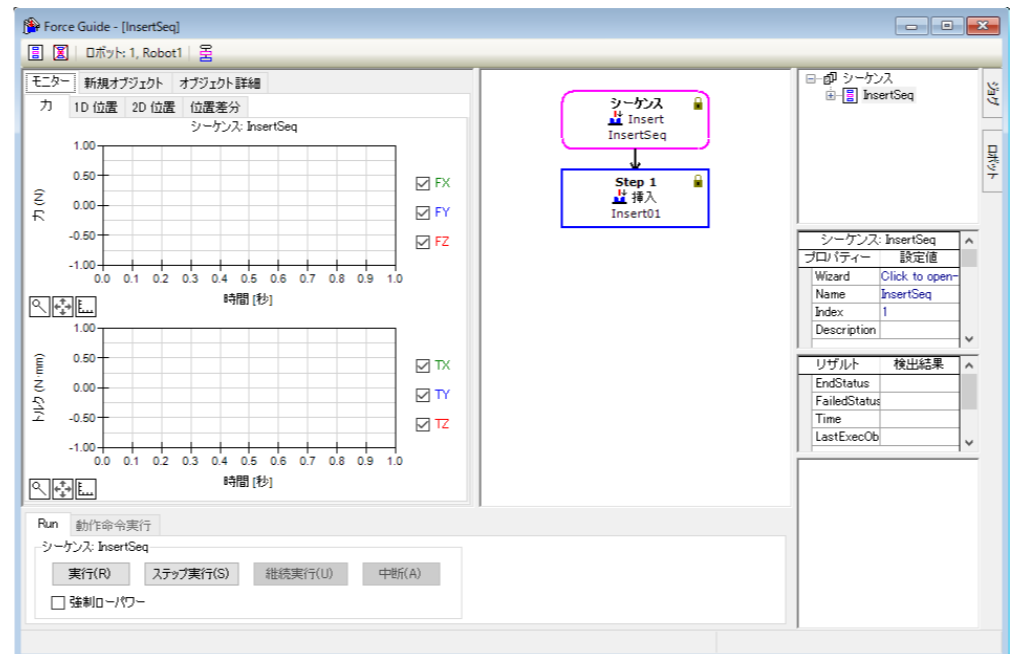 Force Guide - [InsertSeq]
ロボット: 1, Robot1
モニター 新規オブジェクト オブジェクト詳細
力 1D 位置 2D 位置 位置差分
シーケンス: InsertSeq
1.00
0.50
0.00
-0.50
-1.00
力 (N)
0.0 0.1 0.2 0.3 0.4 0.5 0.6 0.7 0.8 0.9 1.0
時間 [秒]
FX
FY
FZ
1.00
0.50
0.00
-0.50
-1.00
トルク (N·mm)
0.0 0.1 0.2 0.3 0.4 0.5 0.6 0.7 0.8 0.9 1.0
時間 [秒]
TX
TY
TZ
シーケンス
Insert
InsertSeq
Step 1
挿入
Insert01
シーケンス
InsertSeq
ジョグ
ロボット
シーケンス: InsertSeq
プロパティー 設定値
Wizard Click to open-
Name InsertSeq
Index 1
Description
リザルト 検出結果
EndStatus
FailedStatus
Time
LastExecOb
Run 動作命令実行
シーケンス: InsertSeq
実行(R) ステップ実行(S) 継続実行(U) 中断(A)
強制ローパワー